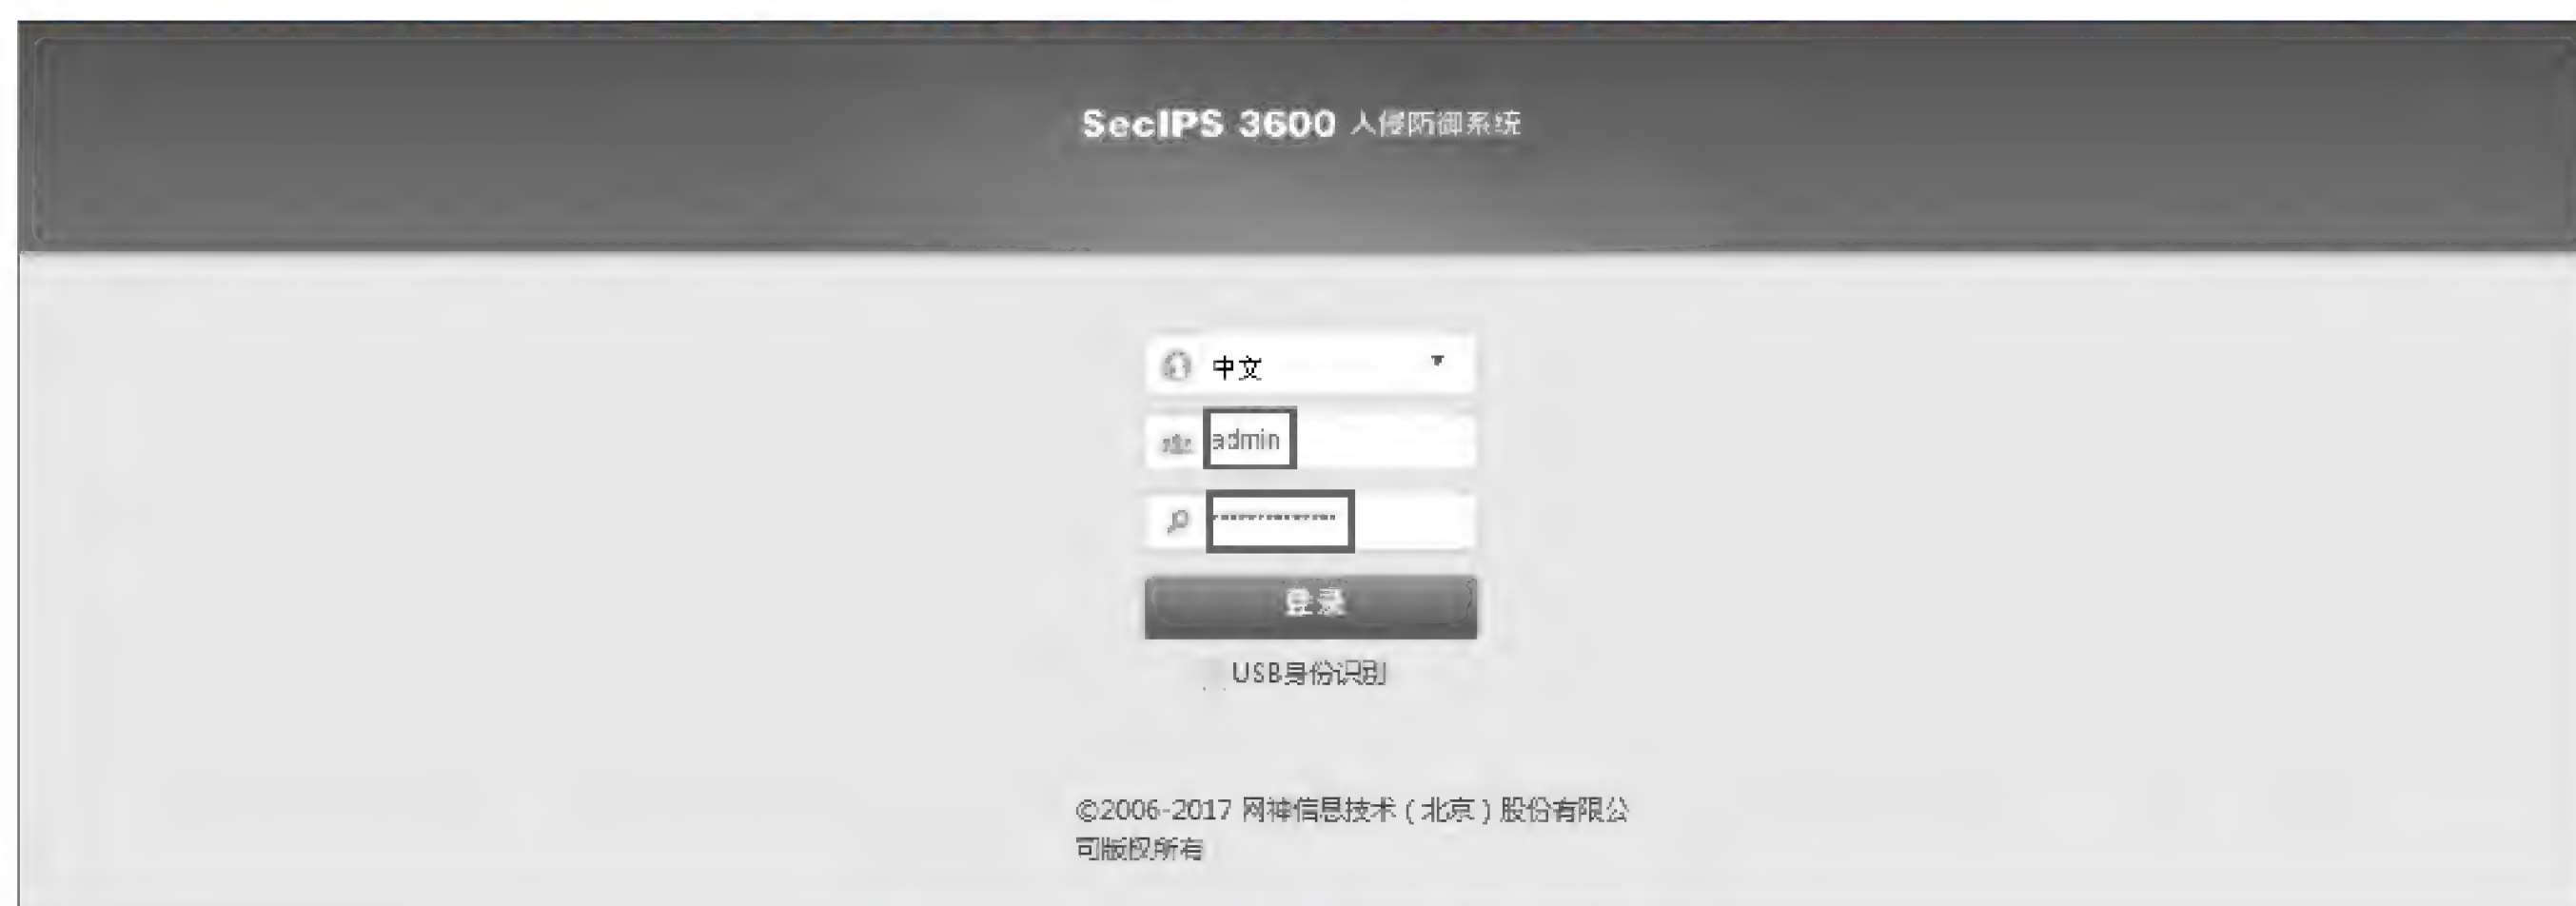 SecIPS 3600 入侵防御系统
中文
admin
登录
USB身份识别
©2006-2017 网神信息技术(北京)股份有限公
司版权所有